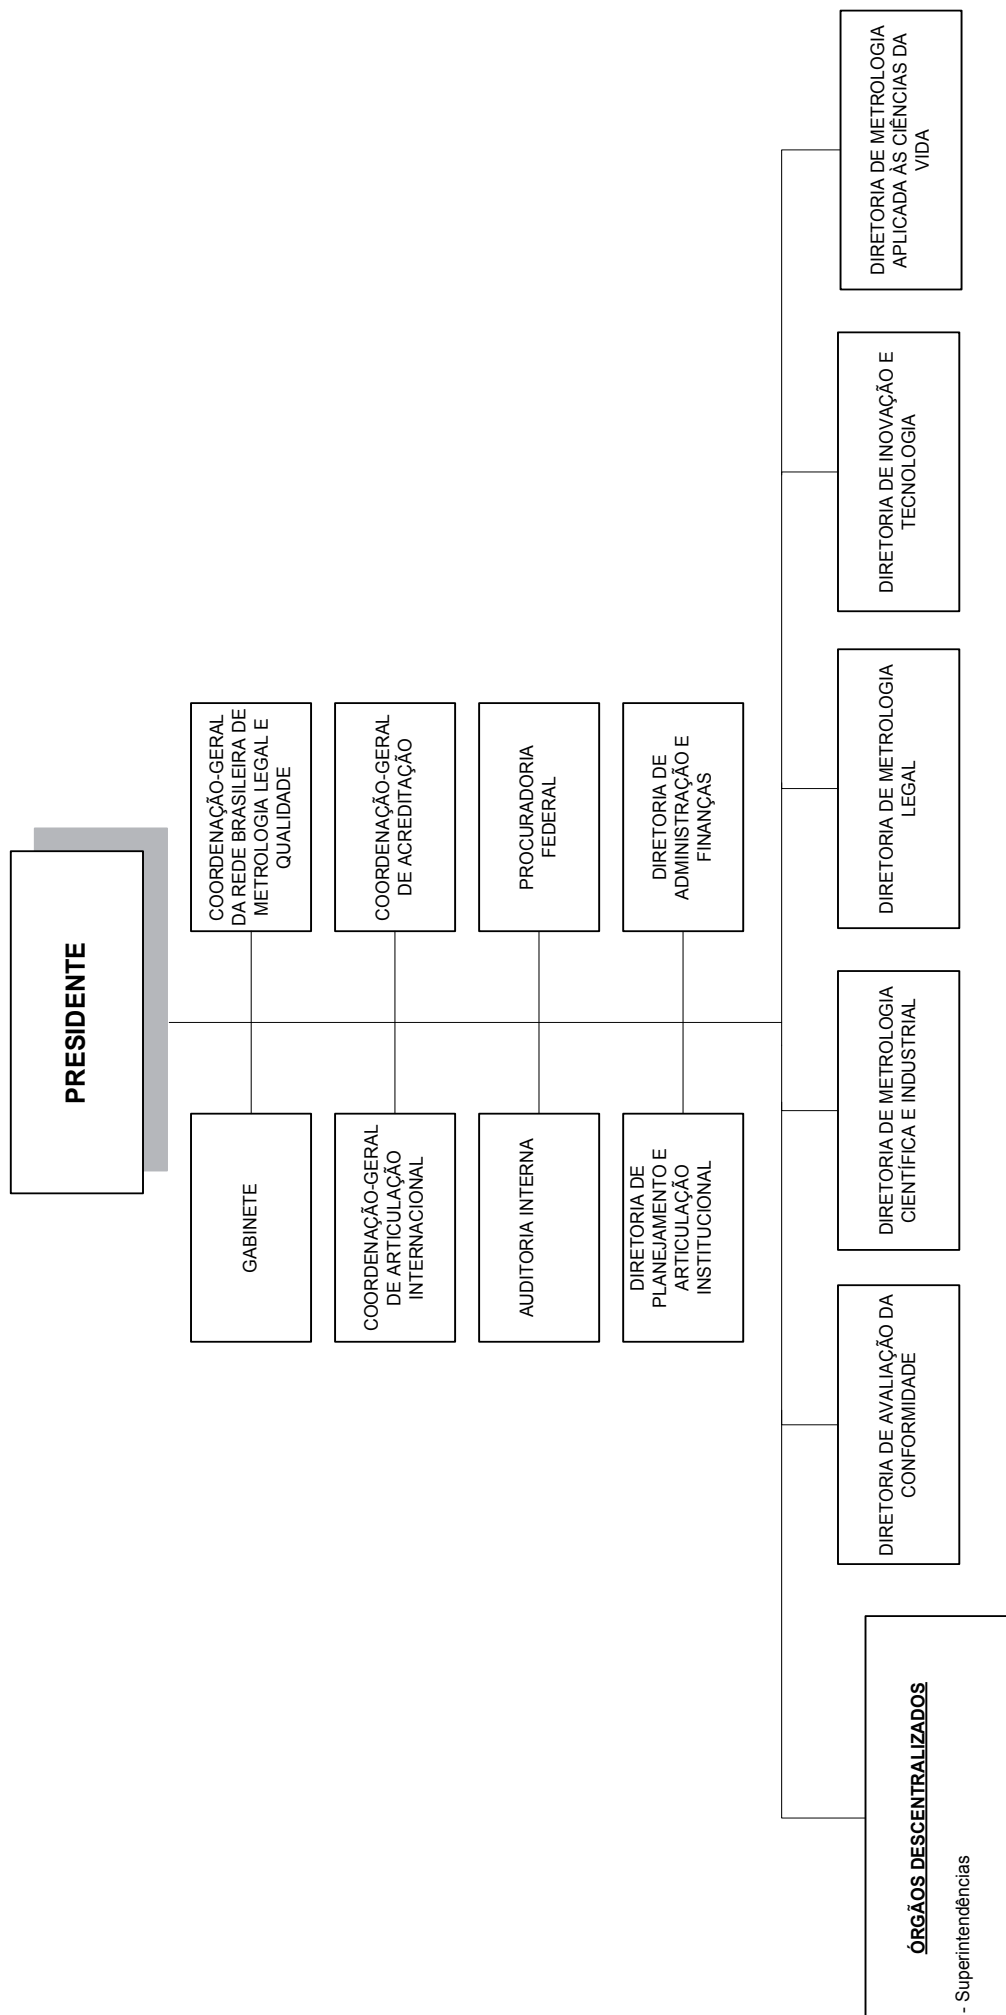 PRESIDENTE
GABINETE
COORDENAÇÃO-GERAL
DA REDE BRASILEIRA DE
METROLOGIA LEGAL E
QUALIDADE
COORDENAÇÃO-GERAL
DE ARTICULAÇÃO
INTERNACIONAL
COORDENAÇÃO-GERAL
DE ACREDITAÇÃO
AUDITORIA INTERNA
PROCURADORIA
FEDERAL
DIRETORIA DE
PLANEJAMENTO E
ARTICULAÇÃO
INSTITUCIONAL
DIRETORIA DE
ADMINISTRAÇÃO E
FINANÇAS
ÓRGÃOS DESCENTRALIZADOS
- Superintendências
DIRETORIA DE AVALIAÇÃO DA
CONFORMIDADE
DIRETORIA DE METROLOGIA
CIENTÍFICA E INDUSTRIAL
DIRETORIA DE METROLOGIA
LEGAL
DIRETORIA DE INOVAÇÃO E
TECNOLOGIA
DIRETORIA DE METROLOGIA
APLICADA ÀS CIÊNCIAS DA
VIDA